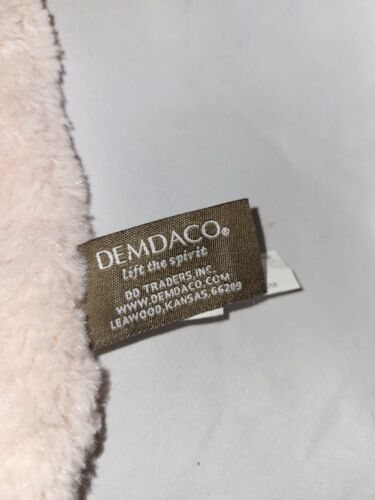 DEMDACO®
lift the spirit
DD TRADERS, INC.
WWW.DEMDACO.COM
LEAWOOD, KANSAS, 66209